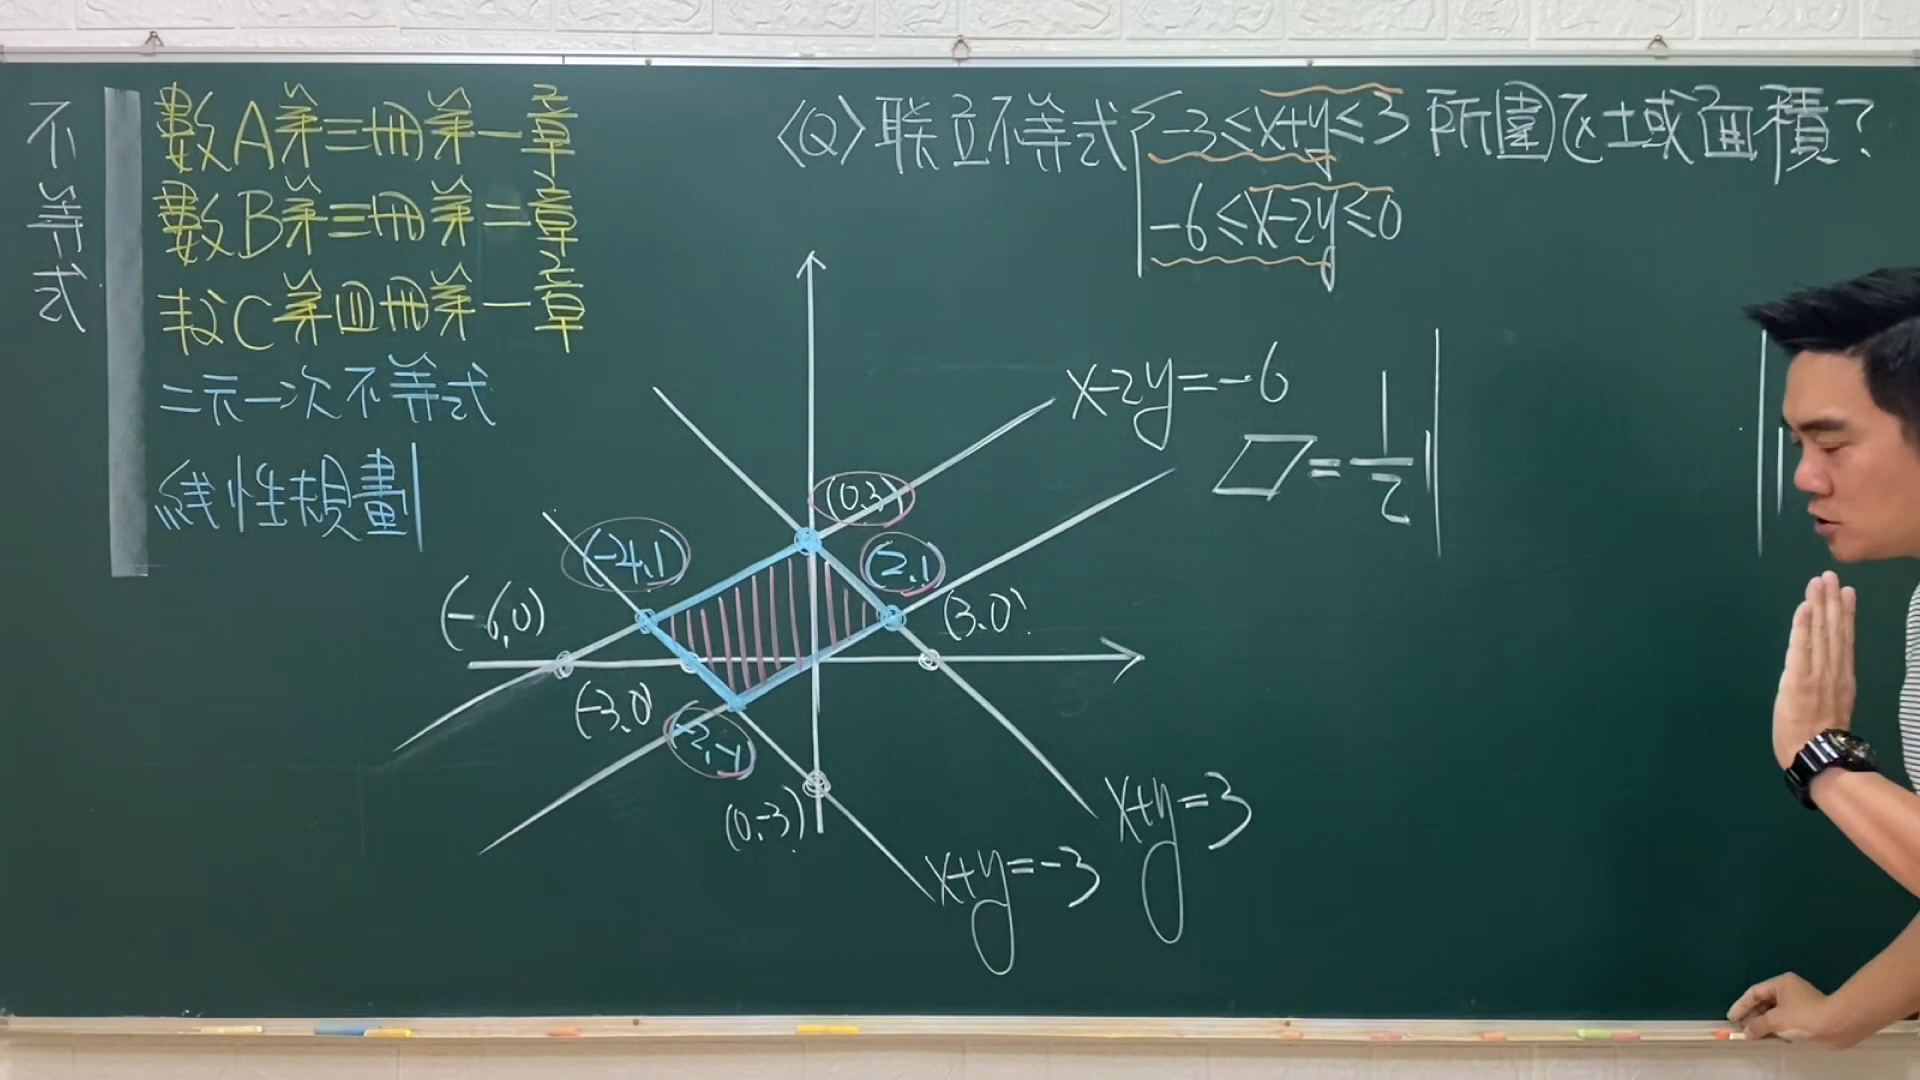 不等式
數A第三冊第一章
數B第三冊第二章
数C第四冊第一章
二元一次不等式
線性規劃
〈Q〉联立不等式 -3≤x+y≤3 所圍区域面積?
-6≤x-2y≤0
x-2y=-6
▱=1/2
(0,3)
(-4,1)
(2,1)
(-6,0)
(3,0)
(-3,0)
(-2,-1)
(0,-3)
x+y=3
x+y=-3